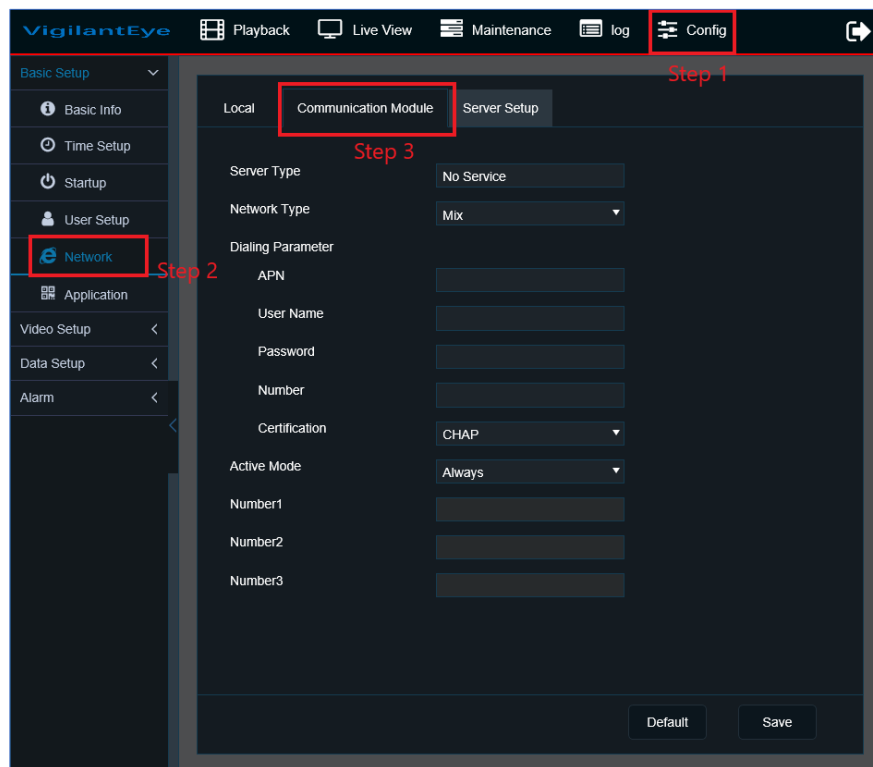 VigilantEye Playback Live View Maintenance log Config
Step 1
Basic Setup
Basic Info
Time Setup
Startup
User Setup
Network
Step 2
Application
Video Setup
Data Setup
Alarm
Local Communication Module Server Setup
Step 3
Server Type No Service
Network Type Mix
Dialing Parameter
APN
User Name
Password
Number
Certification CHAP
Active Mode Always
Number1
Number2
Number3
Default Save